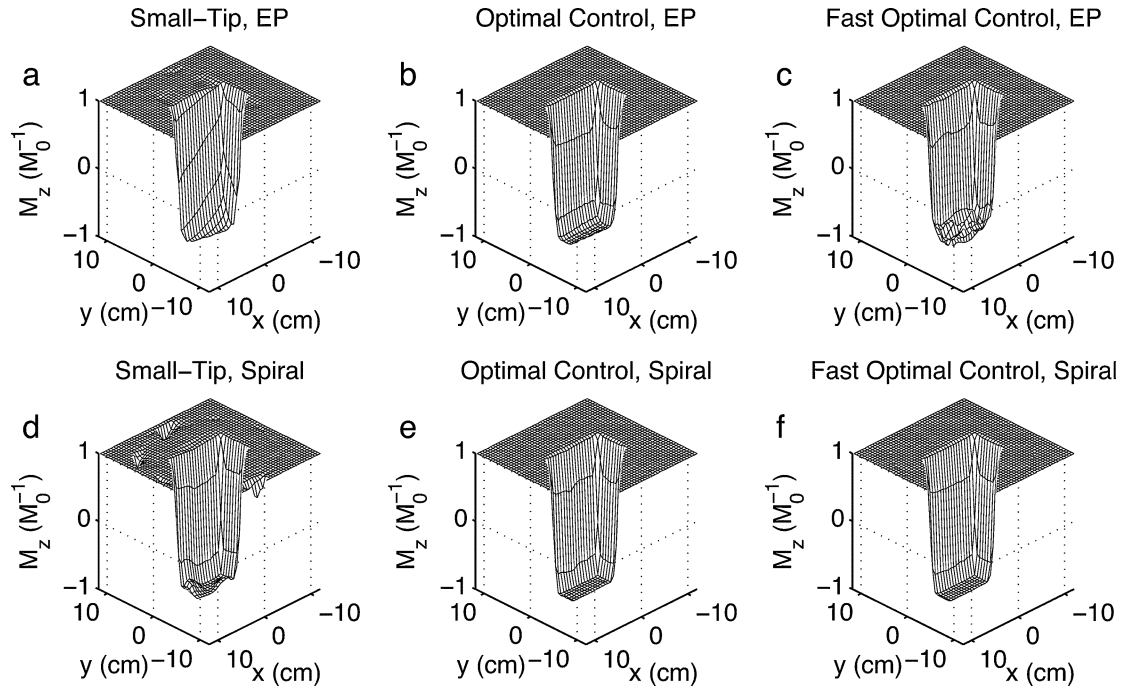 Small−Tip, EP Optimal Control, EP Fast Optimal Control, EP
a b c
1 1 1
0 0 0
−1 −1 −1
M_z (M_0^−1) M_z (M_0^−1) M_z (M_0^−1)
10 0 −10 10 0 −10 10 0 −10
10 0 −10 10 0 −10 10 0 −10
y (cm) x (cm) y (cm) x (cm) y (cm) x (cm)
Small−Tip, Spiral Optimal Control, Spiral Fast Optimal Control, Spiral
d e f
1 1 1
0 0 0
−1 −1 −1
M_z (M_0^−1) M_z (M_0^−1) M_z (M_0^−1)
10 0 −10 10 0 −10 10 0 −10
10 0 −10 10 0 −10 10 0 −10
y (cm) x (cm) y (cm) x (cm) y (cm) x (cm)